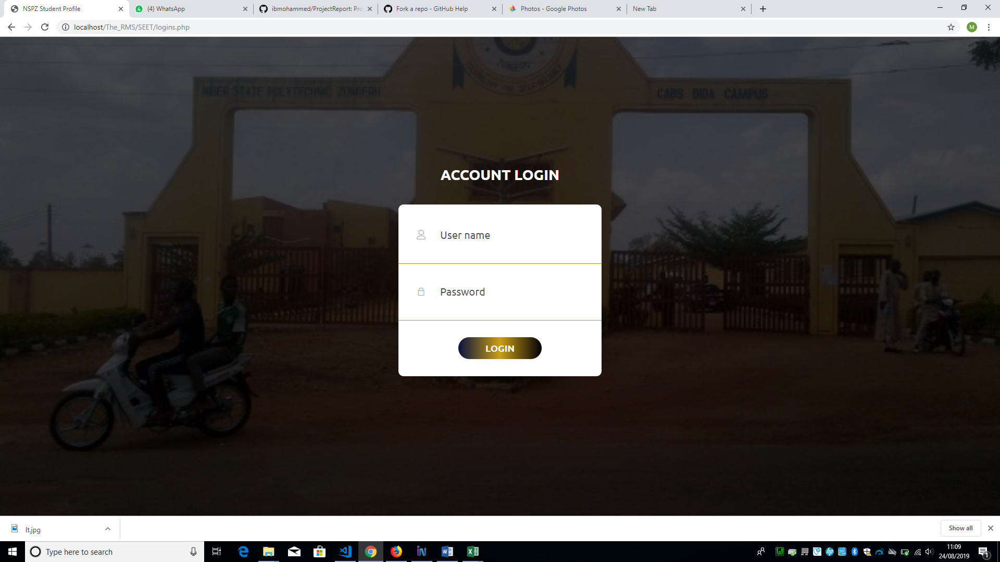 NSPZ Student Profile
(4) WhatsApp
ibmohammed/ProjectReport: Pro
Fork a repo - GitHub Help
Photos - Google Photos
New Tab
localhost/The_RMS/SEET/logins.php
M
ZUNGERU
NIGER STATE POLYTECHNIC ZUNGERU
CABS BIDA CAMPUS
ACCOUNT LOGIN
User name
Password
LOGIN
lt.jpg
Show all
Type here to search
11:09
24/08/2019
1